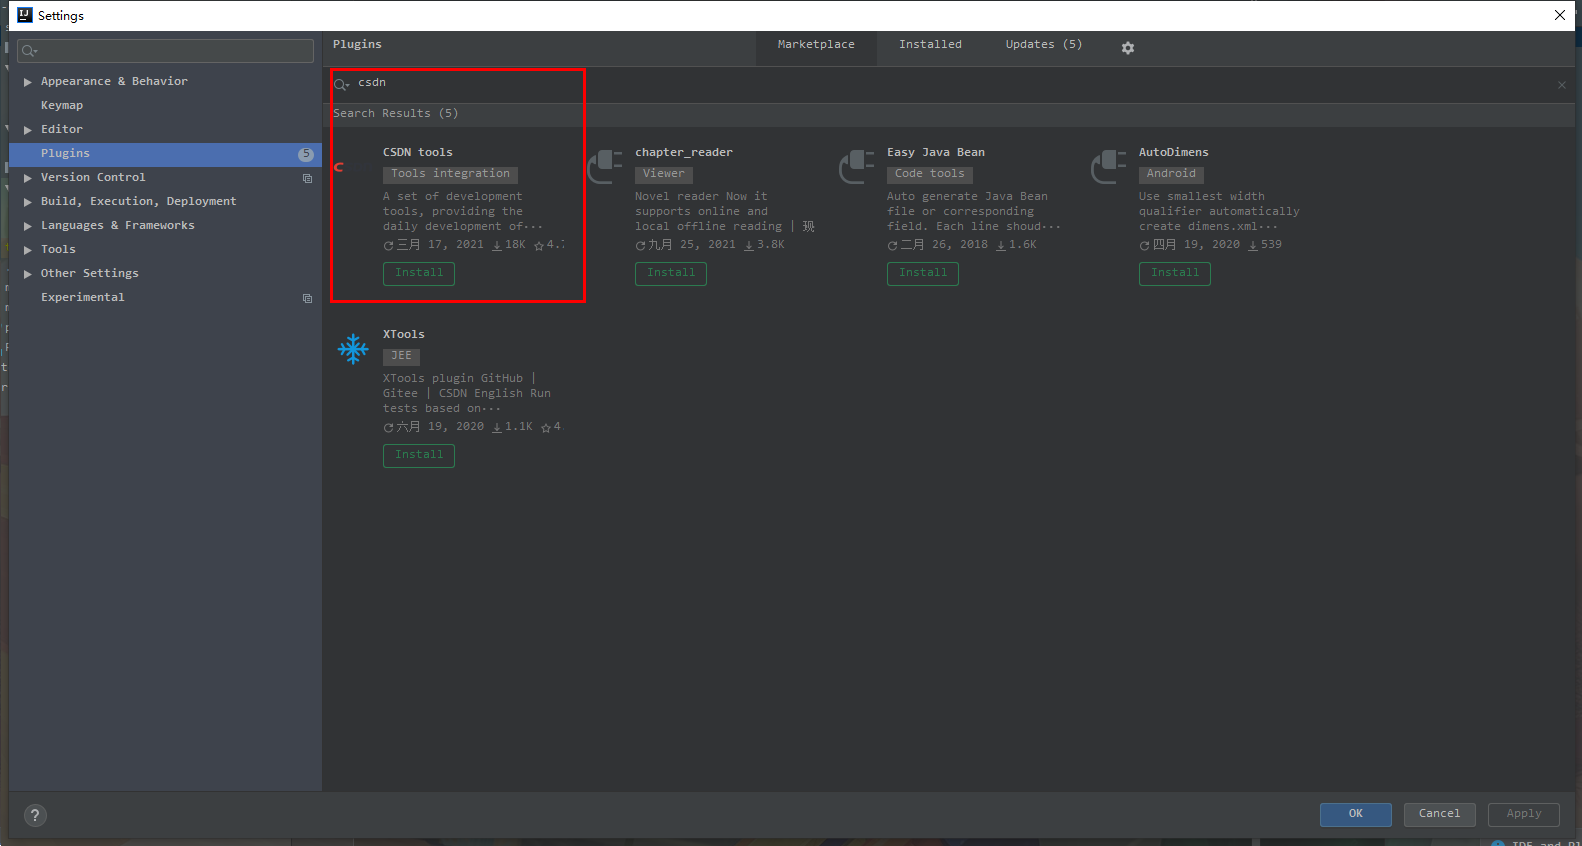 Settings
Appearance & Behavior
Keymap
Editor
Plugins
5
Version Control
Build, Execution, Deployment
Languages & Frameworks
Tools
Other Settings
Experimental
Plugins
Marketplace
Installed
Updates (5)
csdn
Search Results (5)
C
CSDN tools
Tools integration
A set of development
tools, providing the
daily development of···
三月 17, 2021 18K 4.7
Install
chapter_reader
Viewer
Novel reader Now it
supports online and
local offline reading | 现
九月 25, 2021 3.8K
Install
Easy Java Bean
Code tools
Auto generate Java Bean
file or corresponding
field. Each line shoud···
二月 26, 2018 1.6K
Install
AutoDimens
Android
Use smallest width
qualifier automatically
create dimens.xml···
四月 19, 2020 539
Install
XTools
JEE
XTools plugin GitHub |
Gitee | CSDN English Run
tests based on···
六月 19, 2020 1.1K 4
Install
?
OK
Cancel
Apply